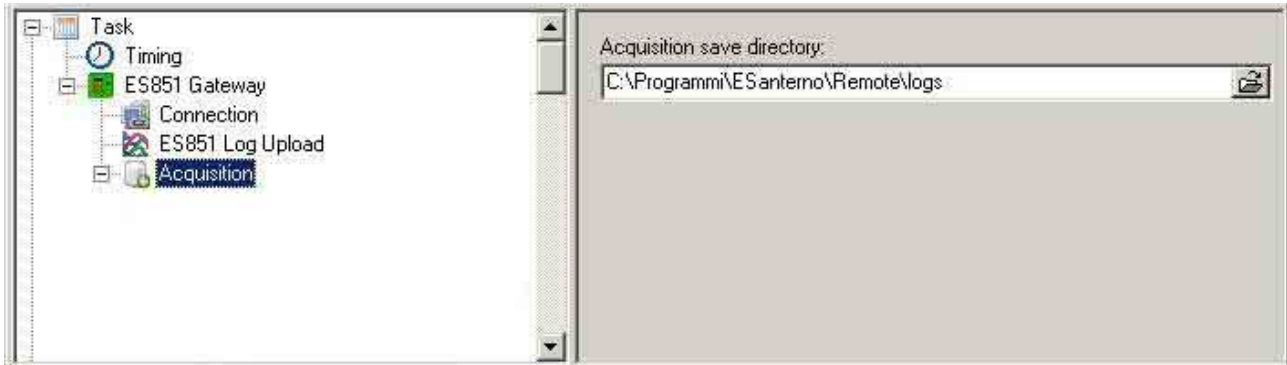 Task
Timing
ES851 Gateway
Connection
ES851 Log Upload
Acquisition
Acquisition save directory:
C:\Programmi\ESanterno\Remote\logs